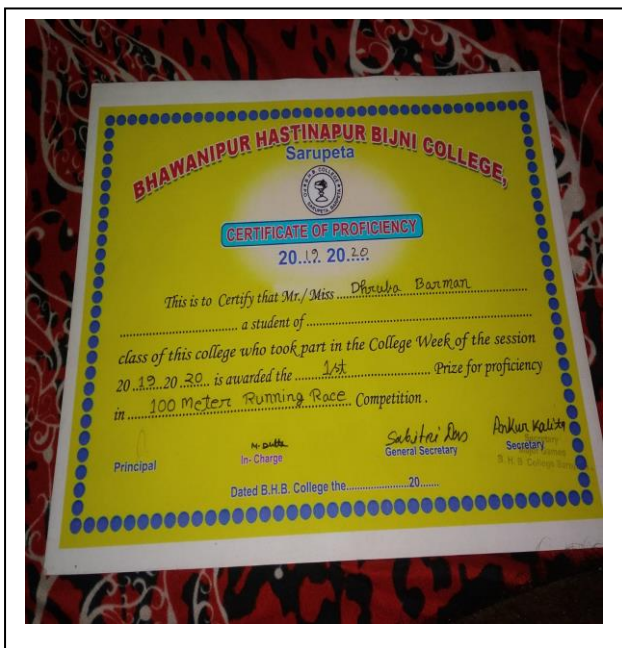 BHAWANIPUR HASTINAPUR BIJNI COLLEGE,
Sarupeta
B.H.B. COLLEGE
CERTIFICATE OF PROFICIENCY
20...19. 20...20...
This is to Certify that Mr./ Miss .... Dhruba Barman
a student of
class of this college who took part in the College Week of the session
20 .19...20 .20... is awarded the ..... 1st ..... Prize for proficiency
in ..... 100 Meter Running Race .... Competition .
Sabitri Das Ankur Kalita
Principal In- Charge General Secretary Secretary
Secretary
B. H. B. College
Dated B.H.B. College the..........................20.......